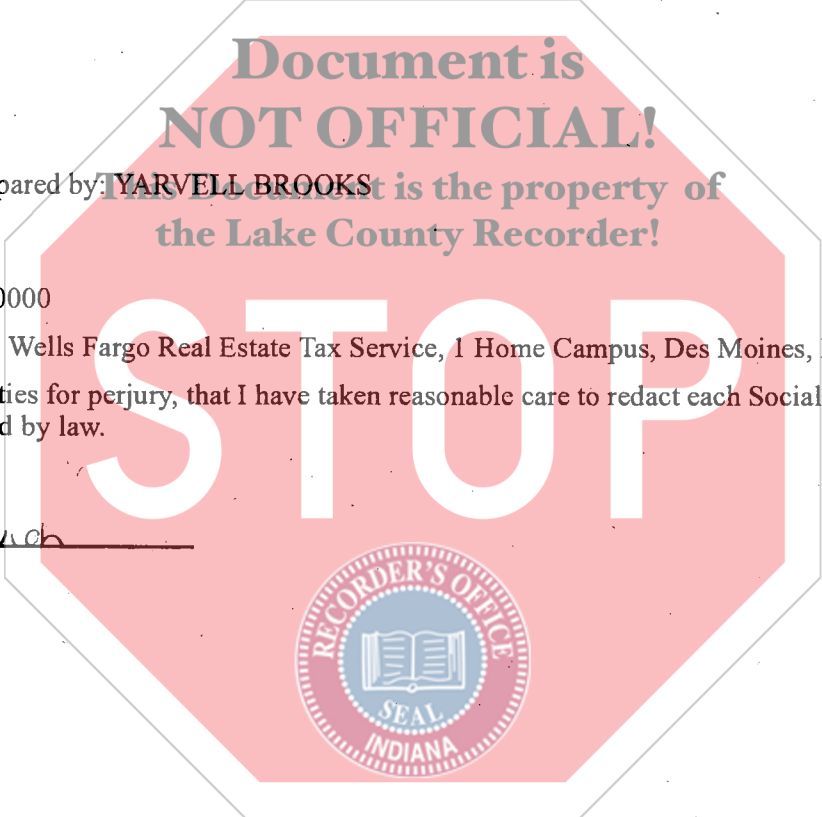 Document is
NOT OFFICIAL!
pared by: YARVELL BROOKS
This Document is the property of
the Lake County Recorder!
0000
Wells Fargo Real Estate Tax Service, 1 Home Campus, Des Moines,
ties for perjury, that I have taken reasonable care to redact each Social
d by law.
STOP
RECORDER'S OFFICE
SEAL
INDIANA